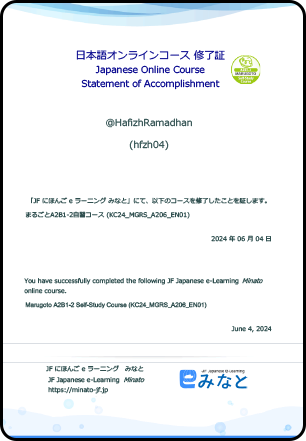 日本語オンラインコース 修了証
Japanese Online Course
Statement of Accomplishment
@HafizhRamadhan
(hfzh04)
「JF にほんご e ラーニング みなと」にて、以下のコースを修了したことを証します。
まるごとA2B1-2自習コース (KC24_MGRS_A206_EN01)
2024 年 06 月 04 日
You have successfully completed the following JF Japanese e-Learning Minato
online course.
Marugoto A2B1-2 Self-Study Course (KC24_MGRS_A206_EN01)
June 4, 2024
JF にほんご e ラーニング みなと
JF Japanese e-Learning Minato
https://minato-jf.jp
JF Japanese e-Learning
みなと